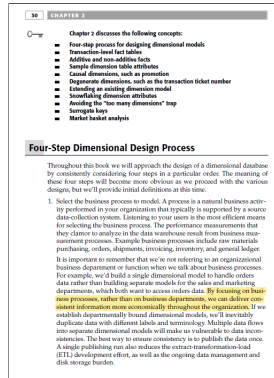 30 CHAPTER 2
Chapter 2 discusses the following concepts:
Four-step process for designing dimensional models
Transaction-level fact tables
Additive and non-additive facts
Sample dimension table attributes
Causal dimensions, such as promotion
Degenerate dimensions, such as the transaction ticket number
Extending an existing dimension model
Snowflaking dimension attributes
Avoiding the "too many dimensions" trap
Surrogate keys
Market basket analysis
Four-Step Dimensional Design Process
Throughout this book we will approach the design of a dimensional database
by consistently considering four steps in a particular order. The meaning of
these four steps will become more obvious as we proceed with the various
designs, but we'll provide initial definitions at this time.
1. Select the business process to model. A process is a natural business activ-
ity performed in your organization that typically is supported by a source
data-collection system. Listening to your users is the most efficient means
for selecting the business process. The performance measurements that
they clamor to analyze in the data warehouse result from business mea-
surement processes. Example business processes include raw materials
purchasing, orders, shipments, invoicing, inventory, and general ledger.
It is important to remember that we're not referring to an organizational
business department or function when we talk about business processes.
For example, we'd build a single dimensional model to handle orders
data rather than building separate models for the sales and marketing
departments, which both want to access orders data. By focusing on busi-
ness processes, rather than on business departments, we can deliver con-
sistent information more economically throughout the organization. If we
establish departmentally bound dimensional models, we'll inevitably
duplicate data with different labels and terminology. Multiple data flows
into separate dimensional models will make us vulnerable to data incon-
sistencies. The best way to ensure consistency is to publish the data once.
A single publishing run also reduces the extract-transformation-load
(ETL) development effort, as well as the ongoing data management and
disk storage burden.